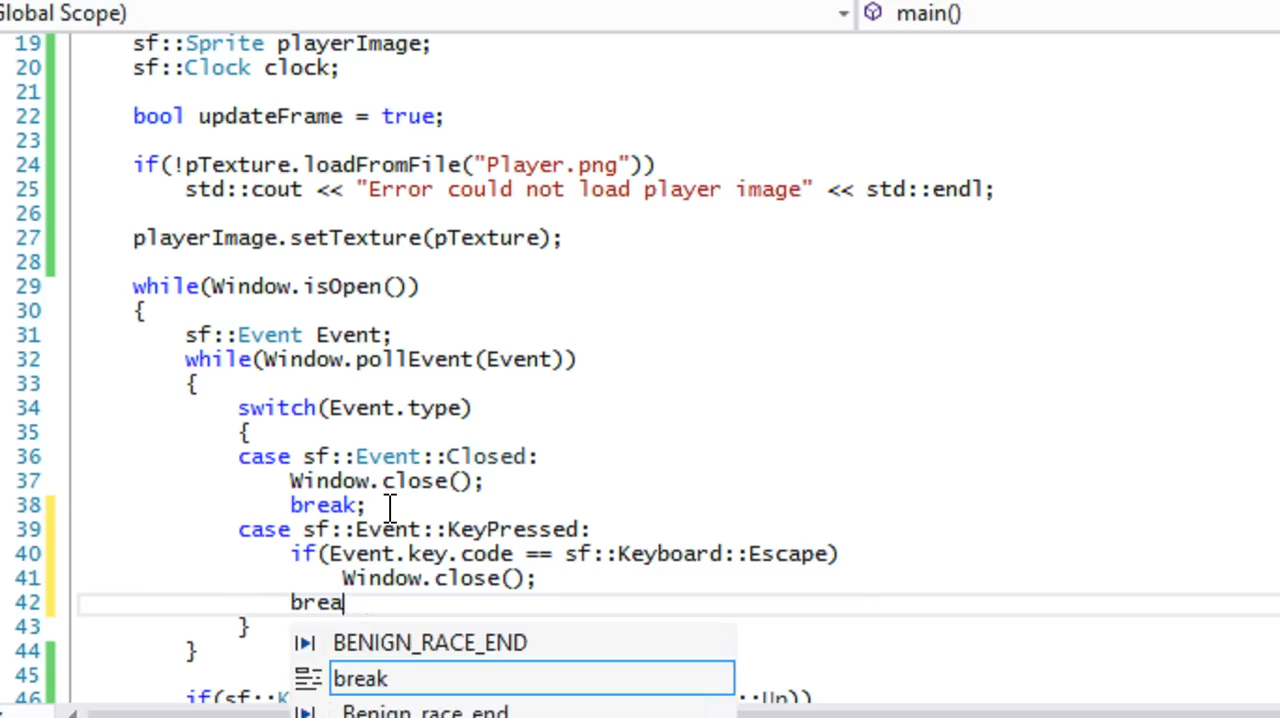 Global Scope) main()
19 sf::Sprite playerImage;
20 sf::Clock clock;
21
22 bool updateFrame = true;
23
24 if(!pTexture.loadFromFile("Player.png"))
25 std::cout << "Error could not load player image" << std::endl;
26
27 playerImage.setTexture(pTexture);
28
29 while(Window.isOpen())
30 {
31 sf::Event Event;
32 while(Window.pollEvent(Event))
33 {
34 switch(Event.type)
35 {
36 case sf::Event::Closed:
37 Window.close();
38 break;
39 case sf::Event::KeyPressed:
40 if(Event.key.code == sf::Keyboard::Escape)
41 Window.close();
42 brea
43 }
BENIGN_RACE_END
44 }
45 break
46 if(sf::K ::Up))
Benign_race_end